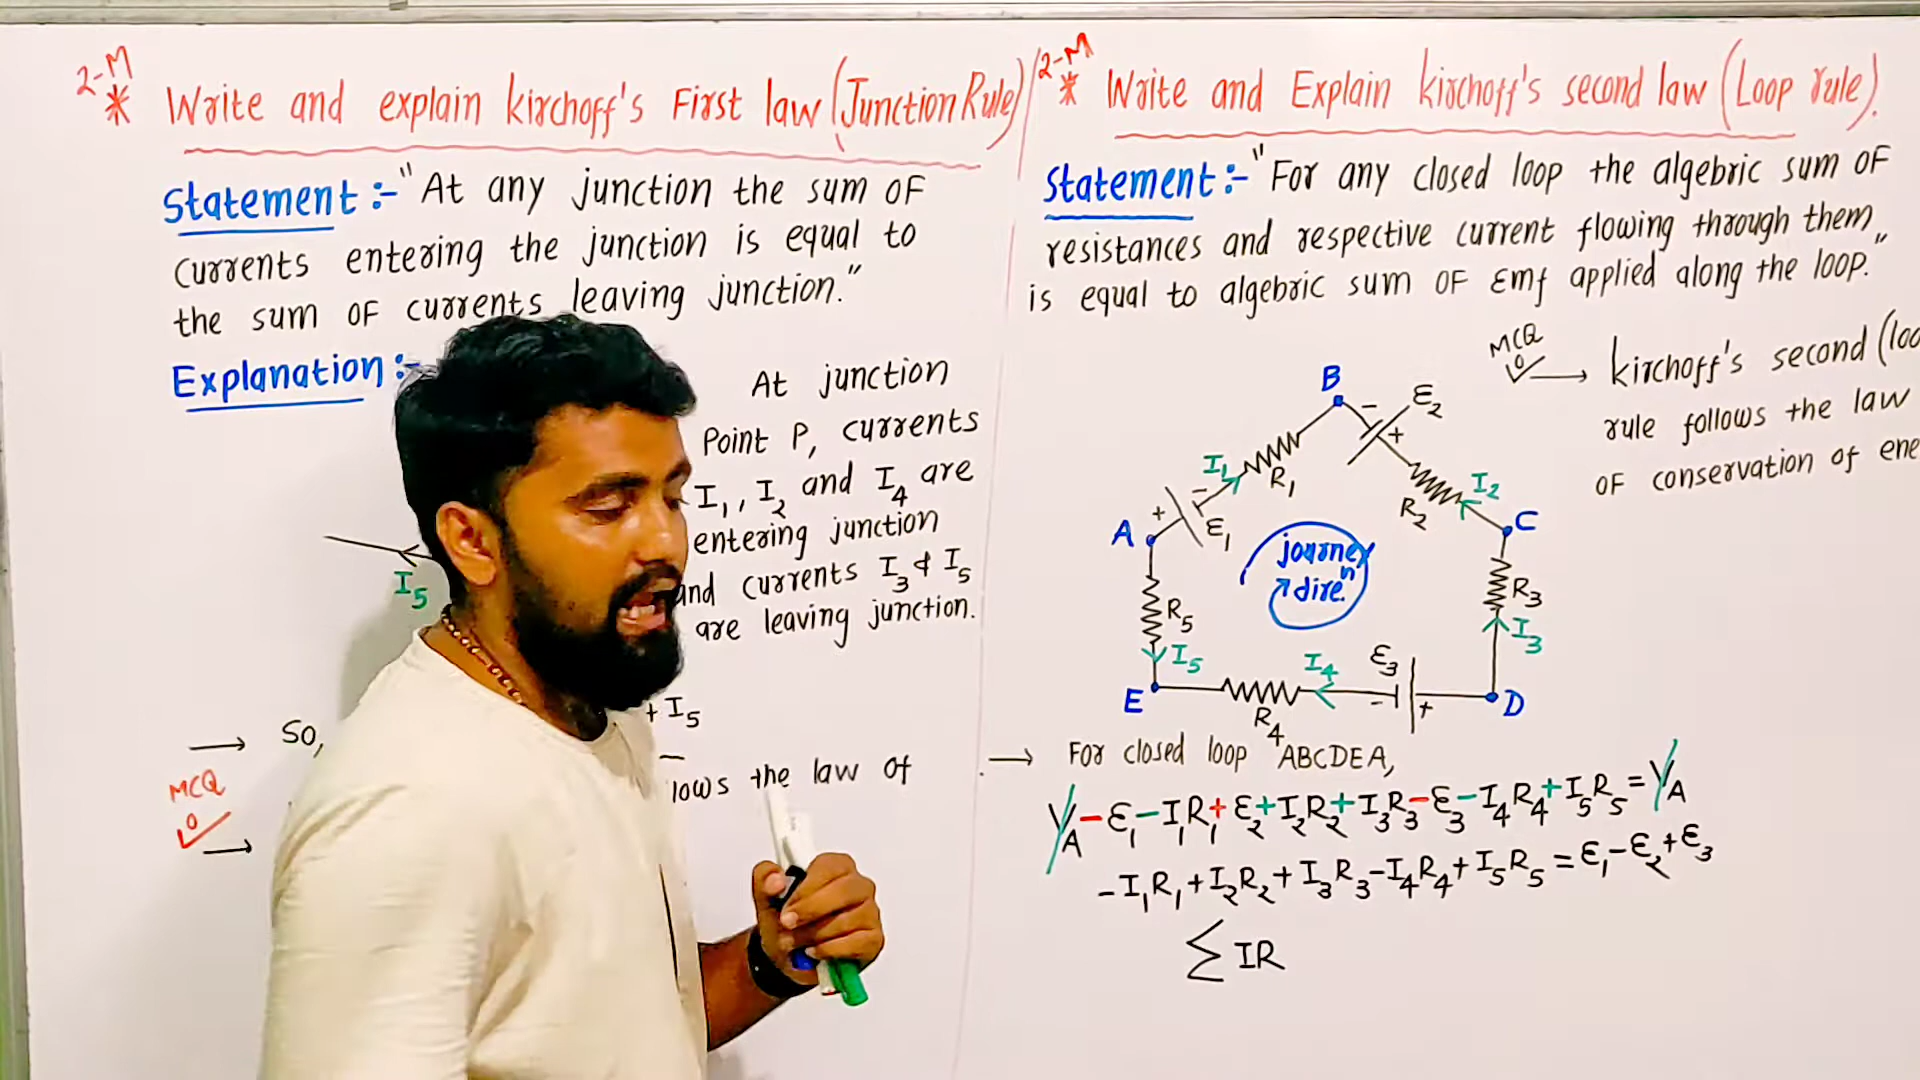 2-M
* Write and explain kirchoff's First law (Junction Rule)
Statement :- "At any junction the sum OF
currents entering the junction is equal to
the sum OF currents leaving junction."
Explanation :-
At junction
Point P, currents
I₁, I₂ and I₄ are
entering junction
and currents I₃ & I₅
are leaving junction.
I₅
→ So,
+ I₅
MCQ
lows the law of
→
2-M
* Write and Explain kirchoff's second law (Loop rule).
Statement :- "For any closed loop the algebric sum OF
resistances and respective current flowing through them
is equal to algebric sum OF Emf applied along the loop."
MCQ
→ kirchoff's second (loo
rule follows the law
OF conservation of ene
B
- ε₂
+
I₁
R₁
R₂
I₂
C
A
+ -
ε₁
journey
direⁿ
R₃
I₃
R₅
I₅
E
R₄
I₄
ε₃
- +
D
→ For closed loop ABCDEA,
V_A - ε₁ - I₁R₁ + ε₂ + I₂R₂ + I₃R₃ - ε₃ - I₄R₄ + I₅R₅ = V_A
- I₁R₁ + I₂R₂ + I₃R₃ - I₄R₄ + I₅R₅ = ε₁ - ε₂ + ε₃
∑ IR